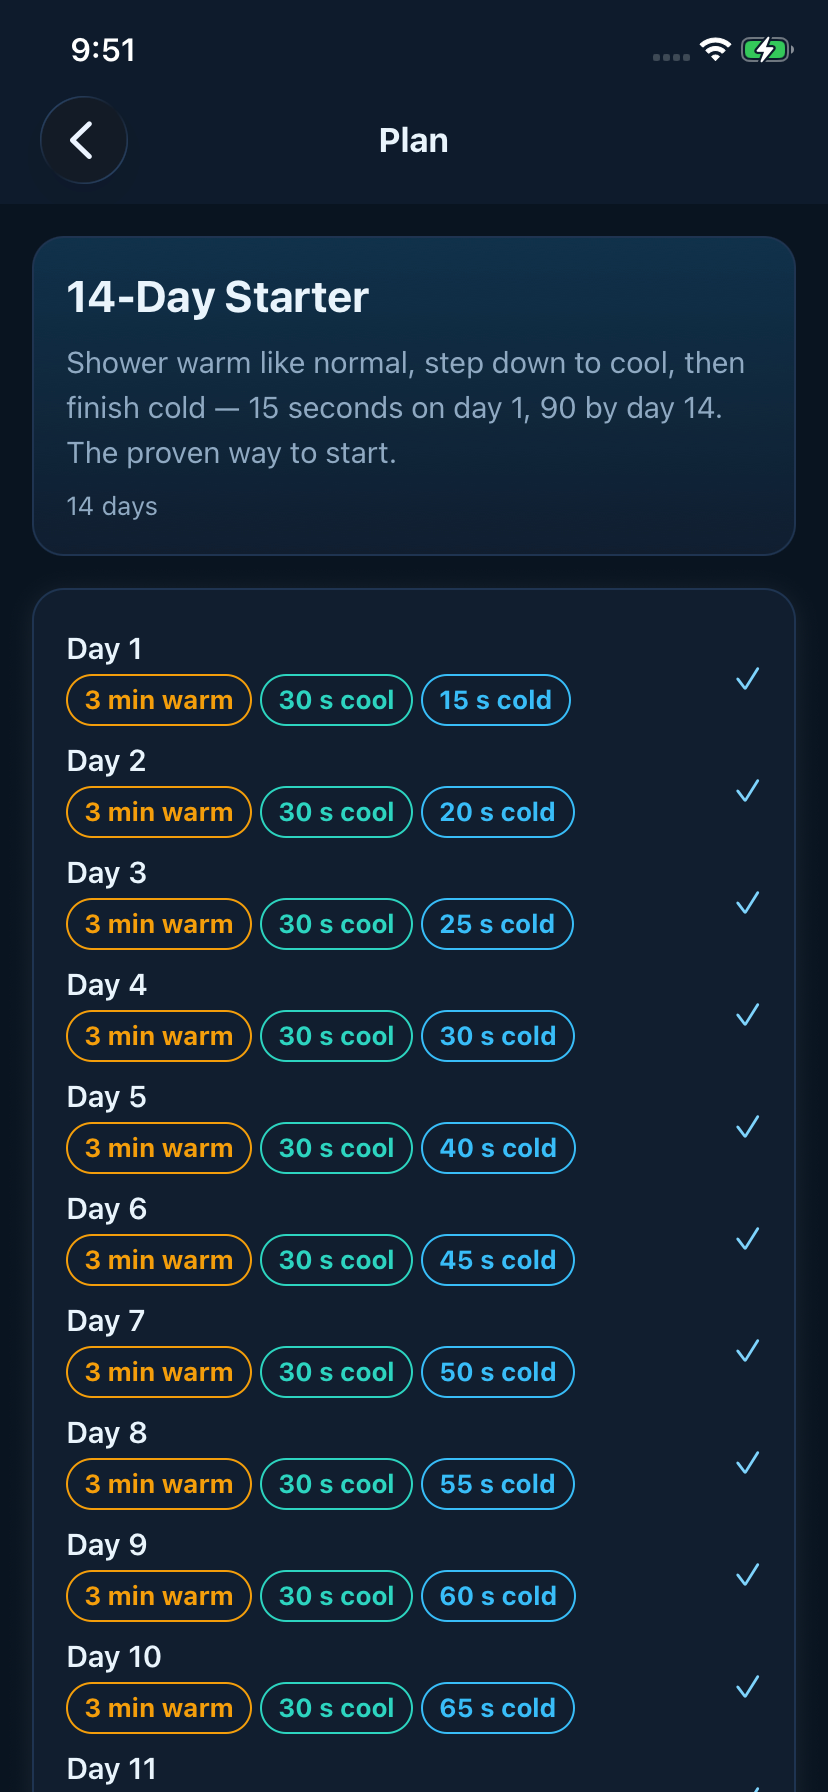 9:51
Plan
14-Day Starter
Shower warm like normal, step down to cool, then
finish cold — 15 seconds on day 1, 90 by day 14.
The proven way to start.
14 days
Day 1
3 min warm 30 s cool 15 s cold
Day 2
3 min warm 30 s cool 20 s cold
Day 3
3 min warm 30 s cool 25 s cold
Day 4
3 min warm 30 s cool 30 s cold
Day 5
3 min warm 30 s cool 40 s cold
Day 6
3 min warm 30 s cool 45 s cold
Day 7
3 min warm 30 s cool 50 s cold
Day 8
3 min warm 30 s cool 55 s cold
Day 9
3 min warm 30 s cool 60 s cold
Day 10
3 min warm 30 s cool 65 s cold
Day 11